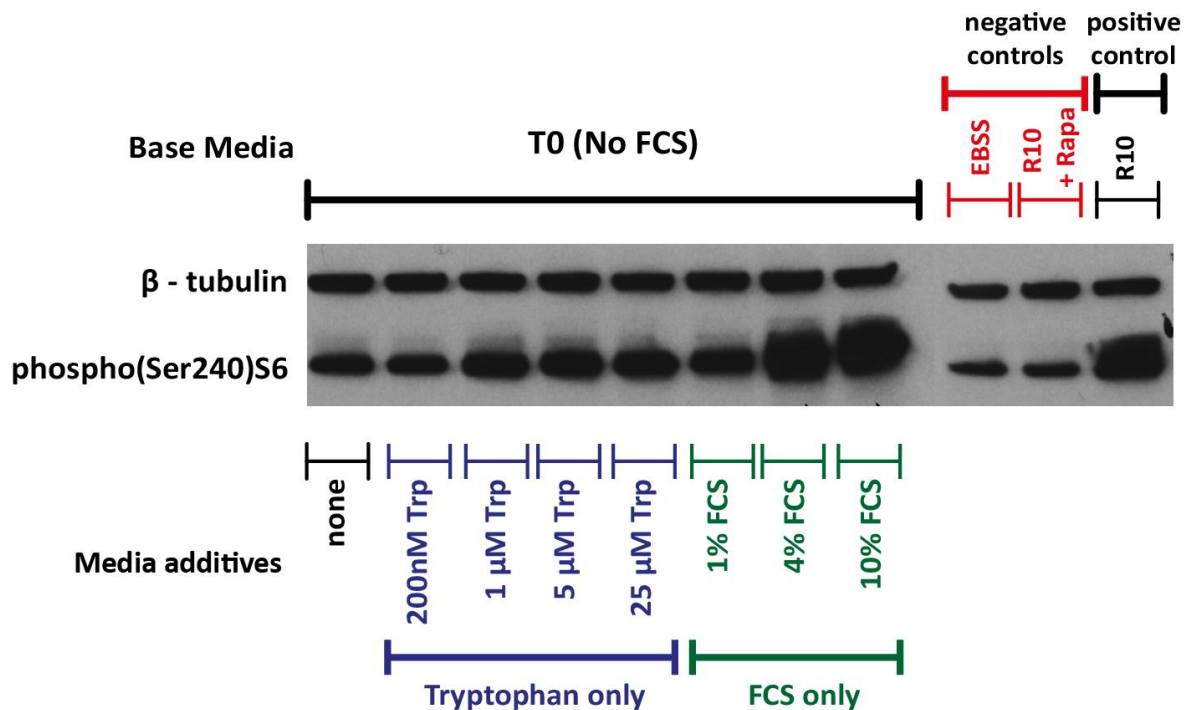 negative controls
positive control
Base Media
T0 (No FCS)
EBSS
R10 + Rapa
R10
β - tubulin
phospho(Ser240)S6
Media additives
none
200nM Trp
1 µM Trp
5 µM Trp
25 µM Trp
1% FCS
4% FCS
10% FCS
Tryptophan only
FCS only